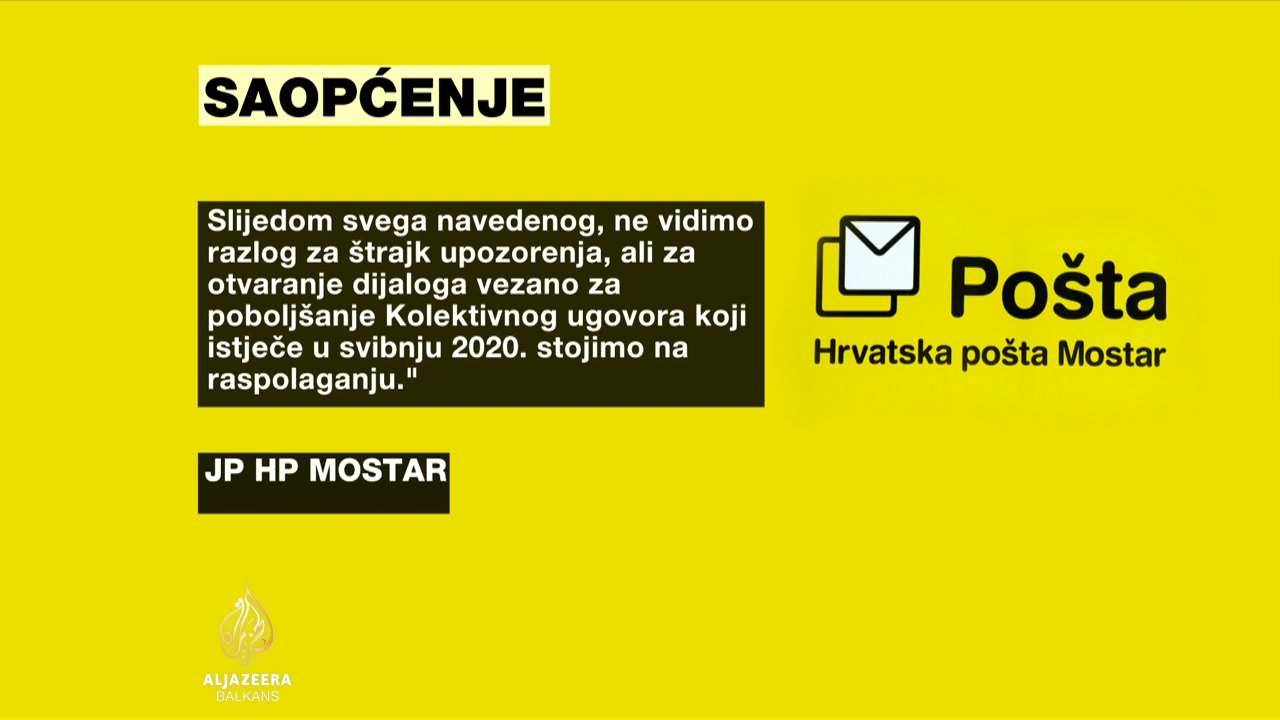 SAOPĆENJE
Slijedom svega navedenog, ne vidimo
razlog za štrajk upozorenja, ali za
otvaranje dijaloga vezano za
poboljšanje Kolektivnog ugovora koji
istječe u svibnju 2020. stojimo na
raspolaganju."
JP HP MOSTAR
Pošta
Hrvatska pošta Mostar
ALJAZEERA
BALKANS